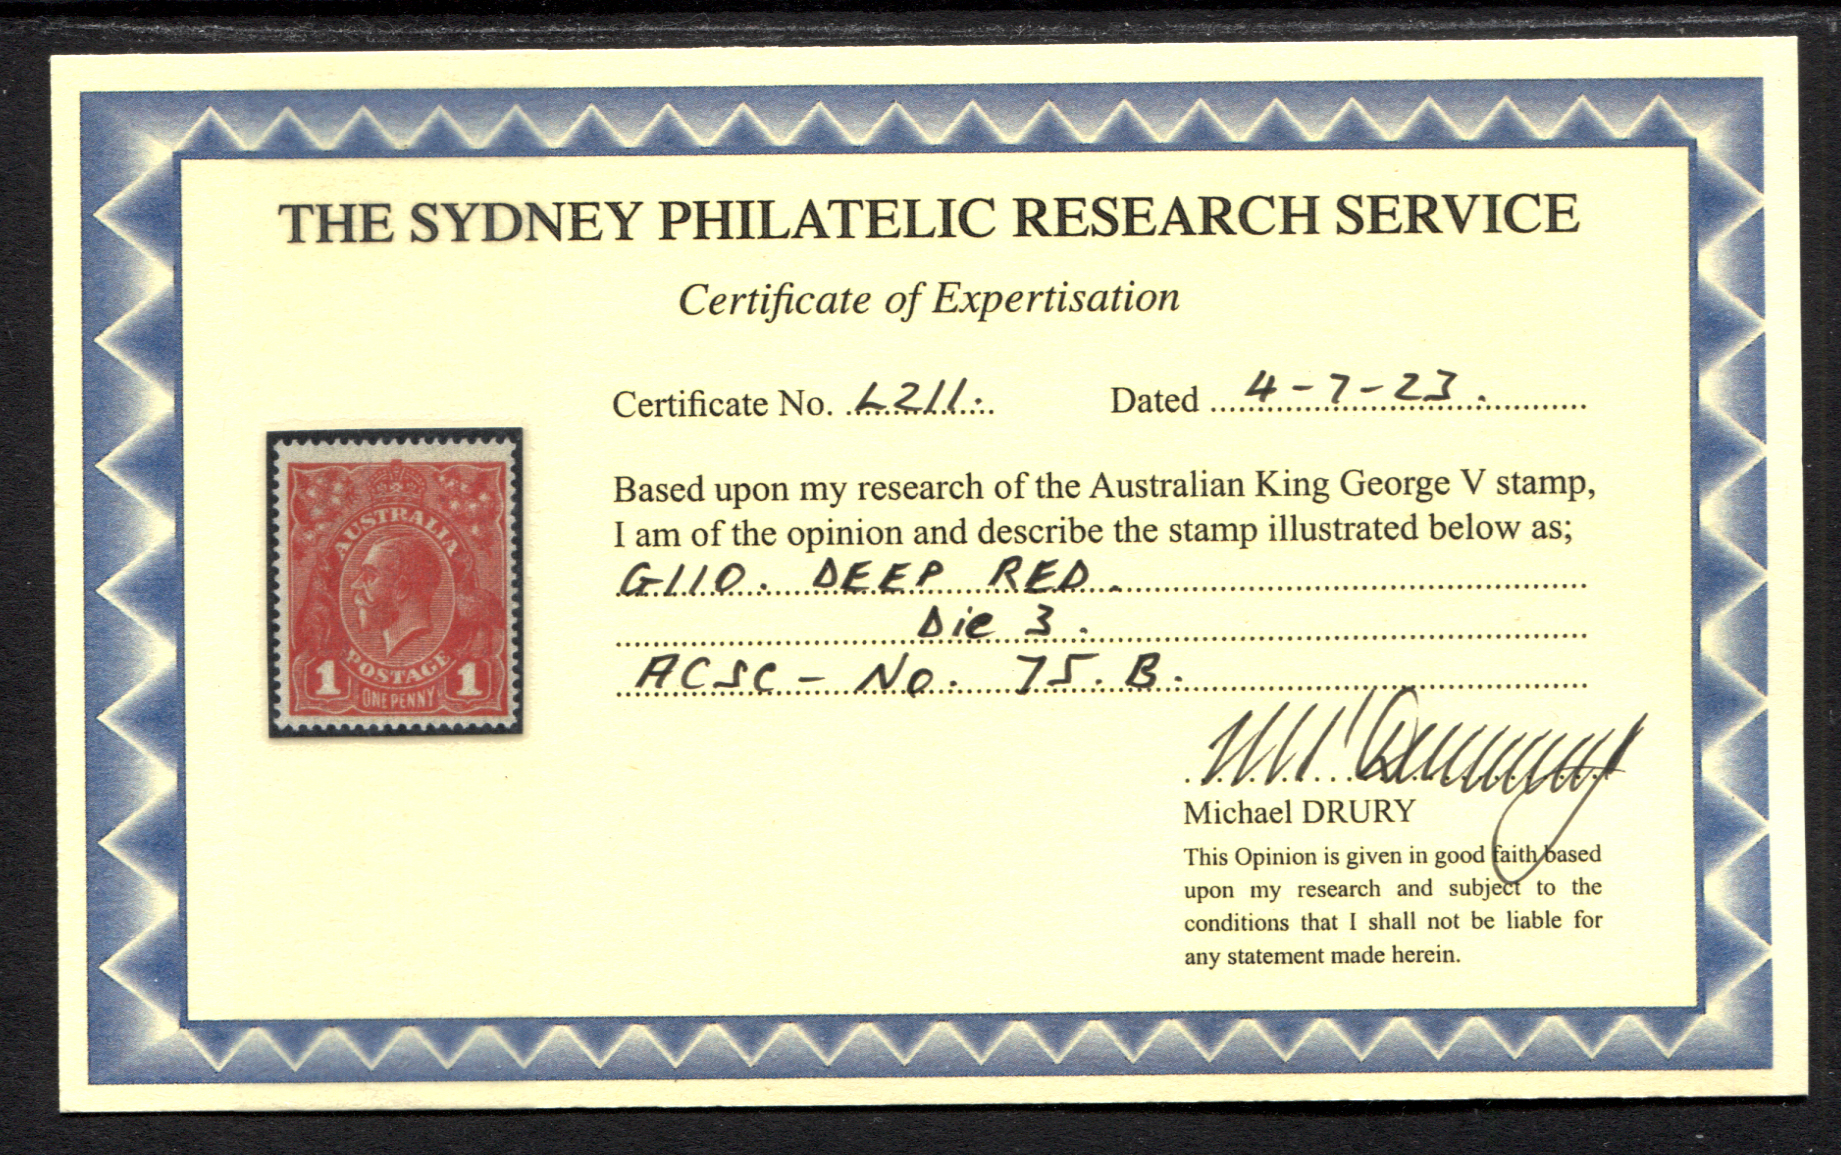 THE SYDNEY PHILATELIC RESEARCH SERVICE
Certificate of Expertisation
Certificate No. L211. Dated 4-7-23.
Based upon my research of the Australian King George V stamp,
I am of the opinion and describe the stamp illustrated below as;
G110. DEEP RED.
Die 3.
ACSC - No. 75. B.
AUSTRALIA
POSTAGE
1 ONE PENNY 1
Michael DRURY
This Opinion is given in good faith based
upon my research and subject to the
conditions that I shall not be liable for
any statement made herein.